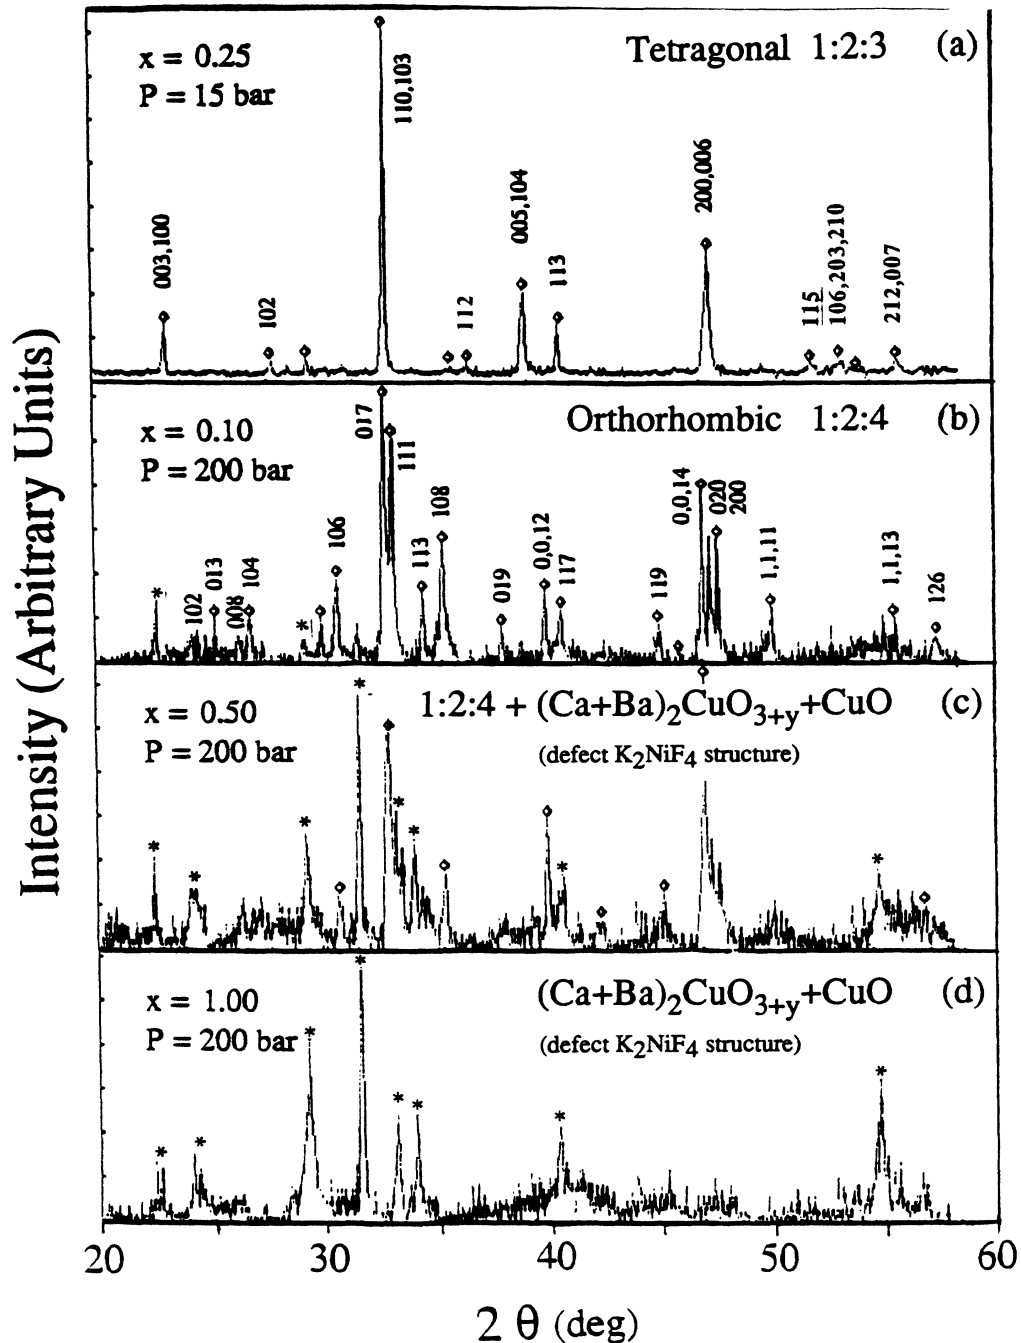 Intensity (Arbitrary Units)
x = 0.25
P = 15 bar
Tetragonal 1:2:3 (a)
003,100
102
110,103
112
005,104
113
200,006
115
106,203,210
212,007
x = 0.10
P = 200 bar
Orthorhombic 1:2:4 (b)
*
102
013
008
104
*
106
017
111
113
108
019
0,0,12
117
119
0,0,14
020
200
1,1,11
1,1,13
126
x = 0.50
P = 200 bar
1:2:4 + (Ca+Ba)2CuO3+y+CuO (c)
(defect K2NiF4 structure)
* * * * * * * *
x = 1.00
P = 200 bar
(Ca+Ba)2CuO3+y+CuO (d)
(defect K2NiF4 structure)
* * * * * * * *
20 30 40 50 60
2 θ (deg)